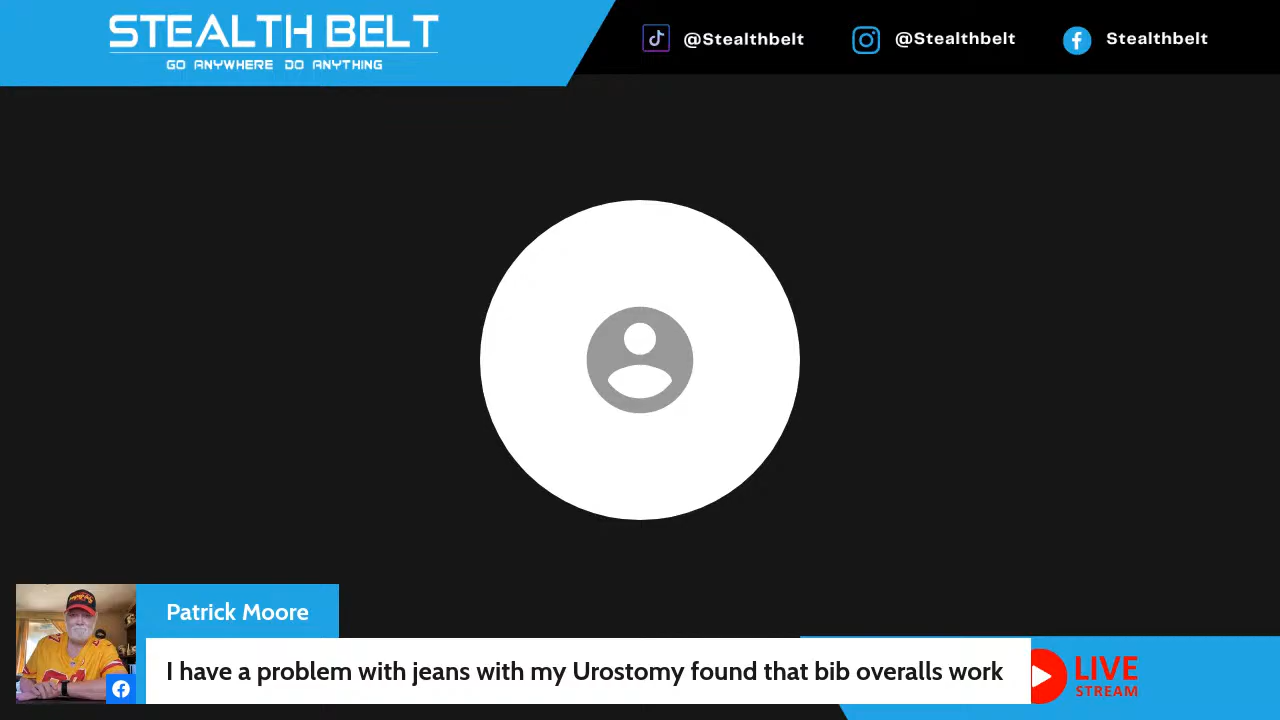 STEALTH BELT
GO ANYWHERE DO ANYTHING
@Stealthbelt
@Stealthbelt
Stealthbelt
Patrick Moore
I have a problem with jeans with my Urostomy found that bib overalls work
LIVE
STREAM